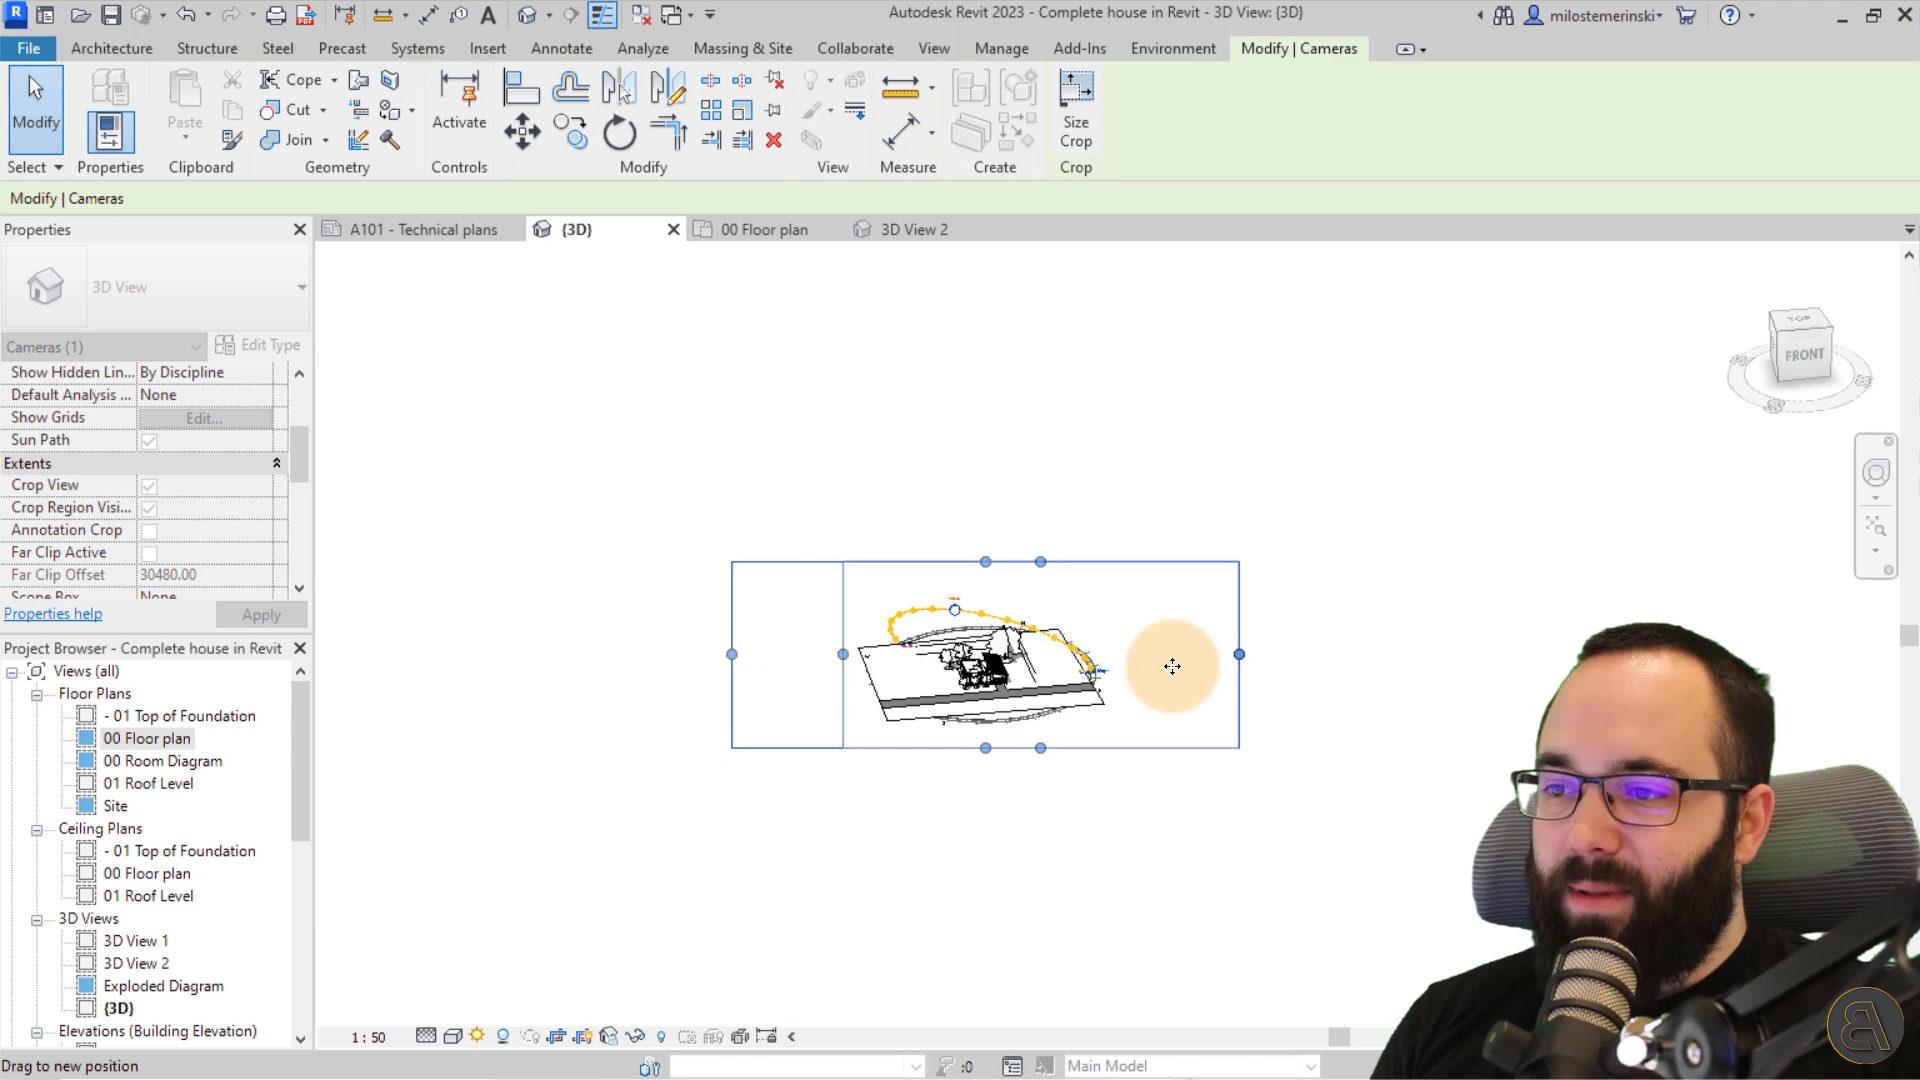 Autodesk Revit 2023 - Complete house in Revit - 3D View: {3D}
milostemerinski
File
Architecture
Structure
Steel
Precast
Systems
Insert
Annotate
Analyze
Massing & Site
Collaborate
View
Manage
Add-Ins
Environment
Modify | Cameras
Modify
Paste
Cope
Cut
Join
Activate
Size
Crop
Select
Properties
Clipboard
Geometry
Controls
Modify
View
Measure
Create
Crop
Modify | Cameras
Properties
A101 - Technical plans
{3D}
00 Floor plan
3D View 2
3D View
Cameras (1)
Edit Type
Show Hidden Lin... By Discipline
Default Analysis ... None
Show Grids Edit...
Sun Path
Extents
Crop View
Crop Region Visi...
Annotation Crop
Far Clip Active
Far Clip Offset 30480.00
Scope Box None
Properties help
Apply
TOP
FRONT
Project Browser - Complete house in Revit
Views (all)
Floor Plans
- 01 Top of Foundation
00 Floor plan
00 Room Diagram
01 Roof Level
Site
Ceiling Plans
- 01 Top of Foundation
00 Floor plan
01 Roof Level
3D Views
3D View 1
3D View 2
Exploded Diagram
{3D}
Elevations (Building Elevation)
1 : 50
Drag to new position
:0
Main Model